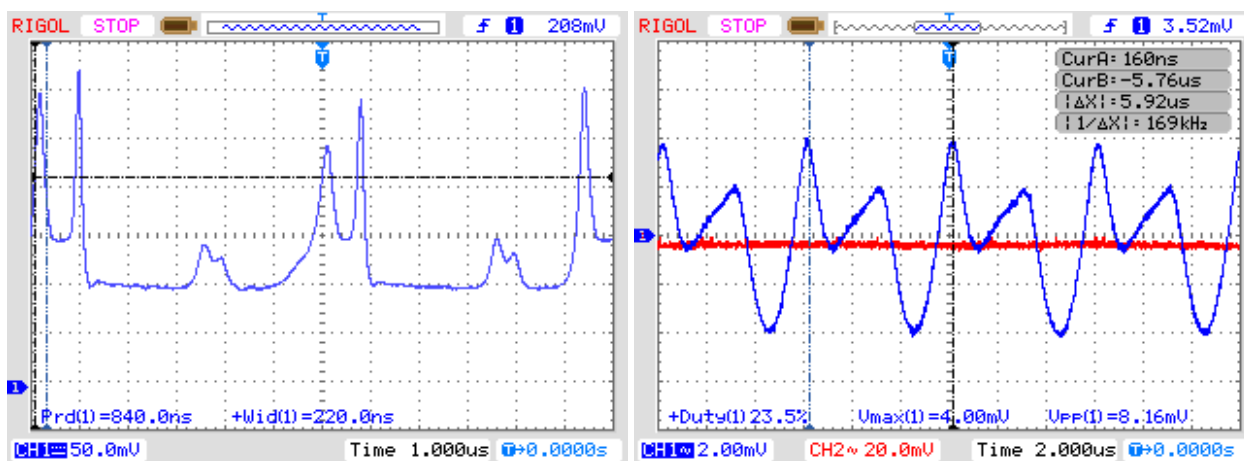 RIGOL STOP T f 1 208mV
T
1
Prd(1)=840.0ns +Wid(1)=220.0ns
CH1 50.0mV Time 1.000us T→0.0000s
RIGOL STOP T f 1 3.52mV
T
CurA: 160ns
CurB:-5.76us
|ΔX|: 5.92us
|1/ΔX|: 169kHz
1
+Duty(1) 23.5% Vmax(1)=4.00mV Vpp(1)=8.16mV
CH1~ 2.00mV CH2~ 20.0mV Time 2.000us T→0.0000s